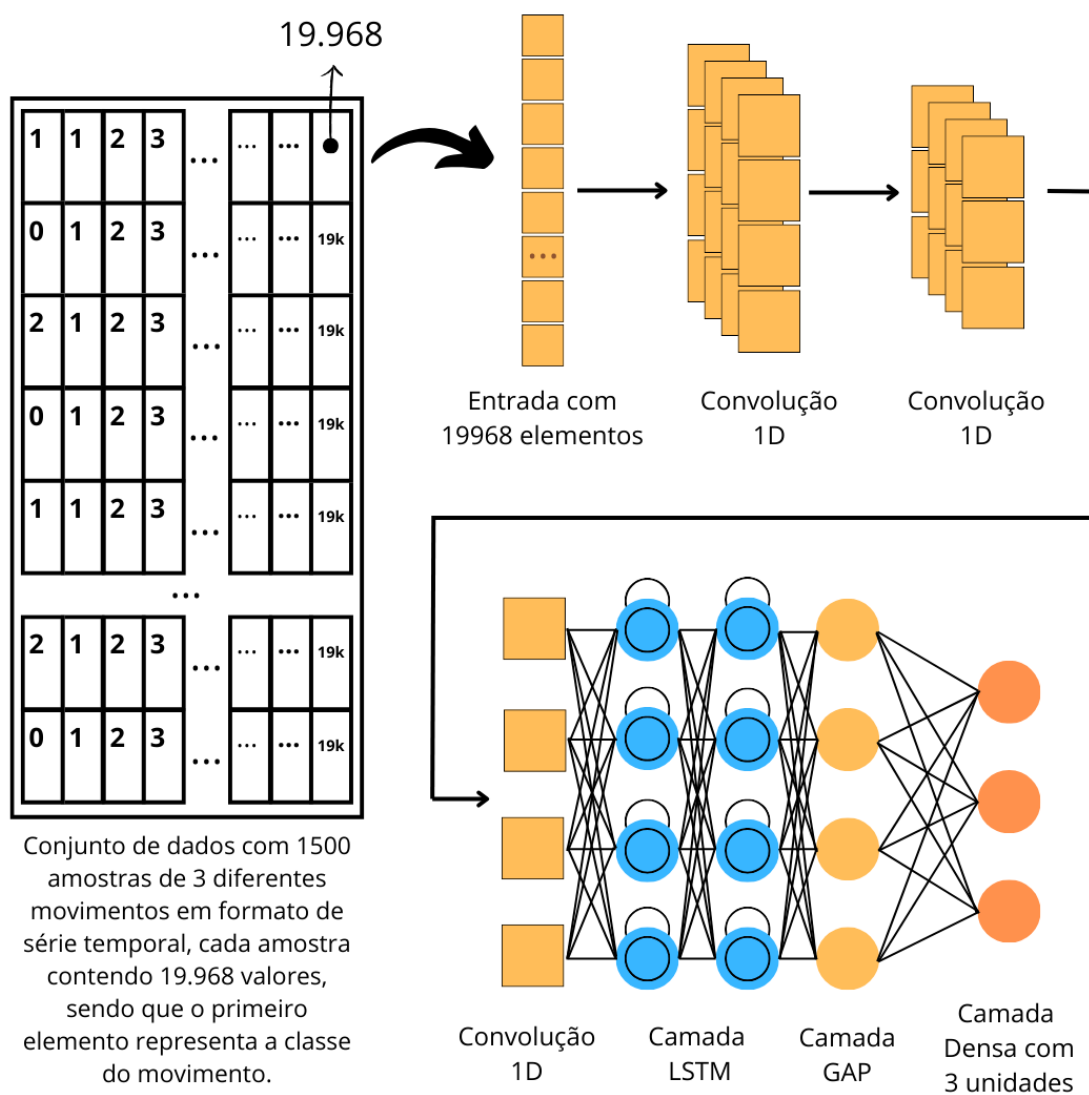 19.968
1 1 2 3 ... ... ...
0 1 2 3 ... ... ... 19k
2 1 2 3 ... ... ... 19k
0 1 2 3 ... ... ... 19k
1 1 2 3 ... ... ... 19k
...
2 1 2 3 ... ... ... 19k
0 1 2 3 ... ... ... 19k
Conjunto de dados com 1500
amostras de 3 diferentes
movimentos em formato de
série temporal, cada amostra
contendo 19.968 valores,
sendo que o primeiro
elemento representa a classe
do movimento.
...
Entrada com
19968 elementos
Convolução
1D
Convolução
1D
Convolução
1D
Camada
LSTM
Camada
GAP
Camada
Densa com
3 unidades